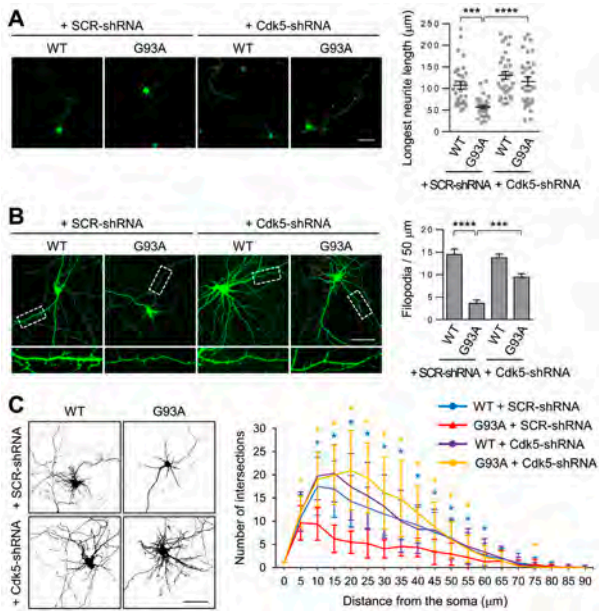 A
+ SCR-shRNA
+ Cdk5-shRNA
WT
G93A
WT
G93A
Longest neurite length (µm)
250
200
150
100
50
0
***
****
WT
G93A
WT
G93A
+ SCR-shRNA
+ Cdk5-shRNA
B
+ SCR-shRNA
+ Cdk5-shRNA
WT
G93A
WT
G93A
Filopodia / 50 µm
20
15
10
5
0
****
***
WT
G93A
WT
G93A
+ SCR-shRNA
+ Cdk5-shRNA
C
WT
G93A
+ SCR-shRNA
+ Cdk5-shRNA
Number of intersections
30
20
10
0
WT + SCR-shRNA
G93A + SCR-shRNA
WT + Cdk5-shRNA
G93A + Cdk5-shRNA
0 5 10 15 20 25 30 35 40 45 50 55 60 65 70 75 80 85 90
Distance from the soma (µm)